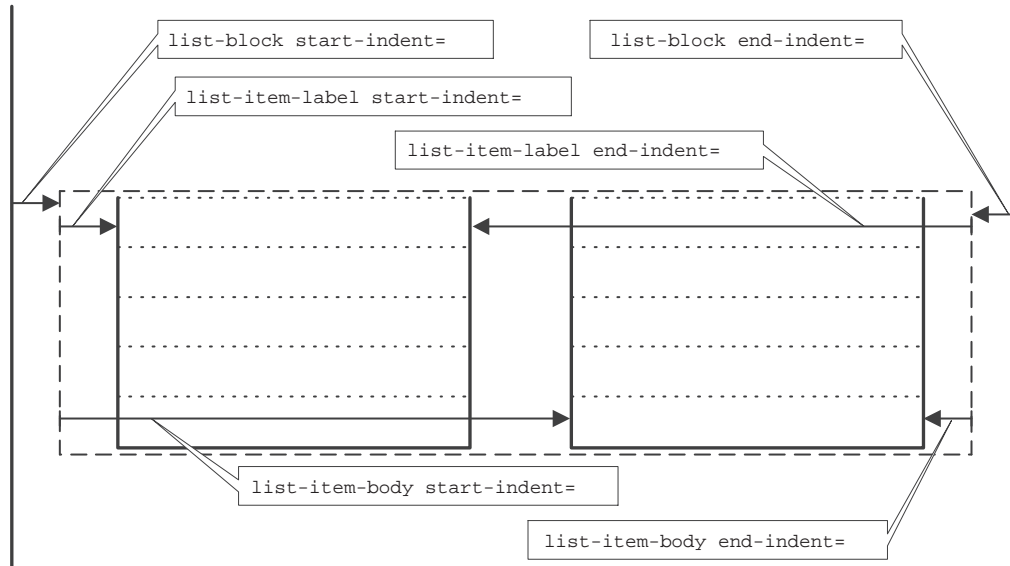 list-block start-indent=
list-block end-indent=
list-item-label start-indent=
list-item-label end-indent=
list-item-body start-indent=
list-item-body end-indent=